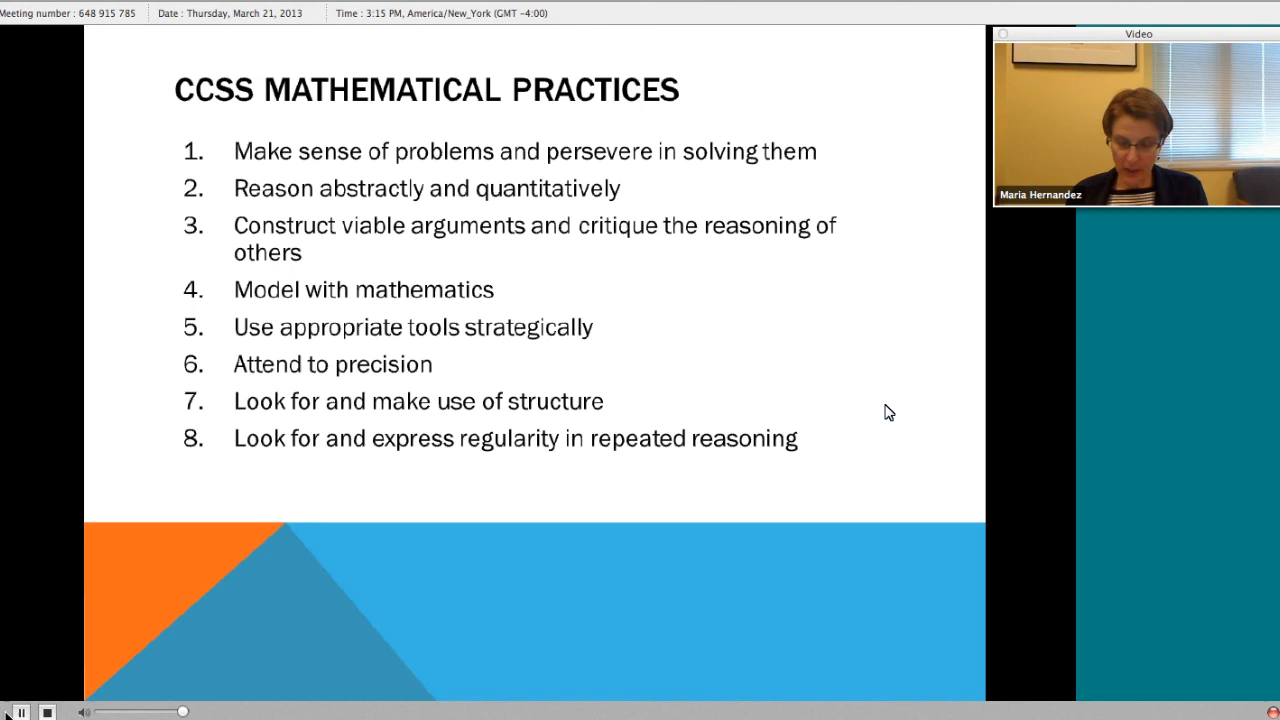 Meeting number : 648 915 785 Date : Thursday, March 21, 2013 Time : 3:15 PM, America/New_York (GMT -4:00)
Video
CCSS MATHEMATICAL PRACTICES
1. Make sense of problems and persevere in solving them
2. Reason abstractly and quantitatively
3. Construct viable arguments and critique the reasoning of
others
4. Model with mathematics
5. Use appropriate tools strategically
6. Attend to precision
7. Look for and make use of structure
8. Look for and express regularity in repeated reasoning
Maria Hernandez